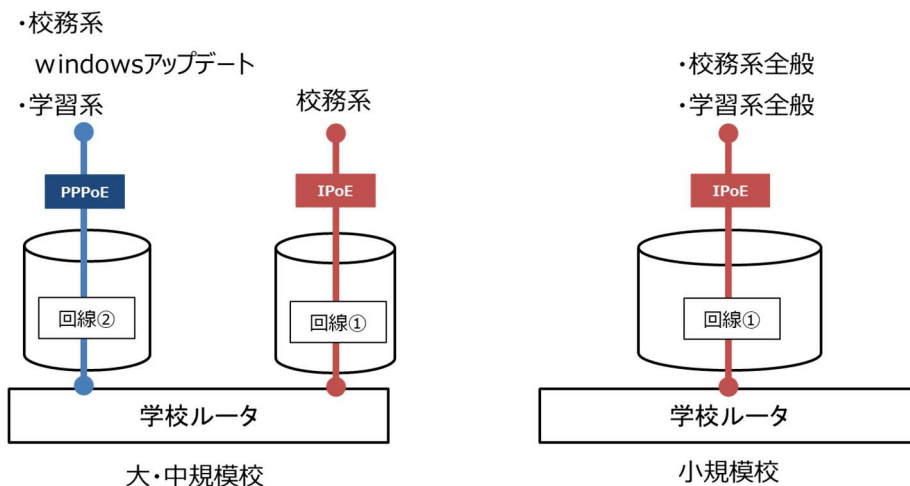 ・校務系
windowsアップデート
・学習系
校務系
PPPoE
IPoE
回線②
回線①
学校ルータ
大・中規模校
・校務系全般
・学習系全般
IPoE
回線①
学校ルータ
小規模校